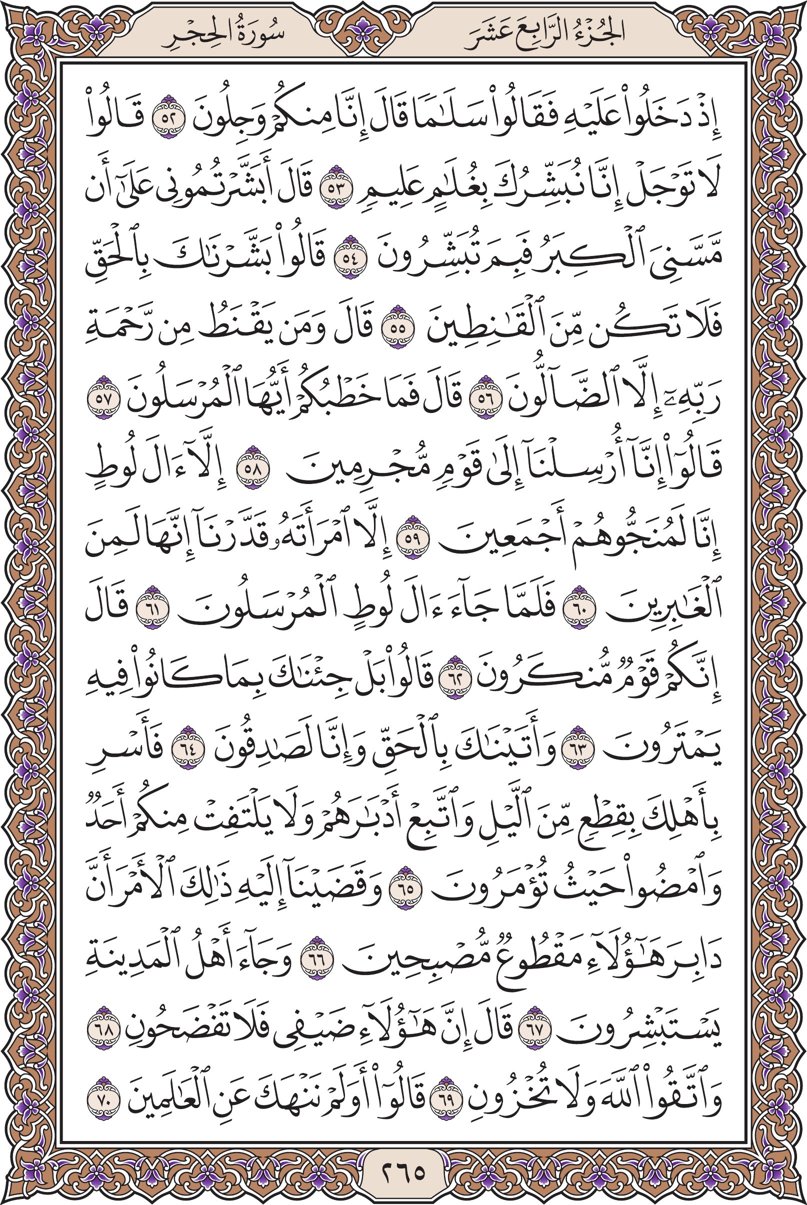 الجُزْءُ الرَّابِعَ عَشَرَ
سُورَةُ الحِجْرِ
إِذْ دَخَلُواْ عَلَيْهِ فَقَالُواْ سَلَٰمٗا قَالَ إِنَّا مِنكُمْ وَجِلُونَ ٥٢ قَالُواْ
لَا تَوْجَلْ إِنَّا نُبَشِّرُكَ بِغُلَٰمٍ عَلِيمٖ ٥٣ قَالَ أَبَشَّرْتُمُونِي عَلَىٰٓ أَن
مَّسَّنِيَ ٱلْكِبَرُ فَبِمَ تُبَشِّرُونَ ٥٤ قَالُواْ بَشَّرْنَٰكَ بِٱلْحَقِّ
فَلَا تَكُن مِّنَ ٱلْقَٰنِطِينَ ٥٥ قَالَ وَمَن يَقْنَطُ مِن رَّحْمَةِ
رَبِّهِۦٓ إِلَّا ٱلضَّآلُّونَ ٥٦ قَالَ فَمَا خَطْبُكُمْ أَيُّهَا ٱلْمُرْسَلُونَ ٥٧
قَالُوٓاْ إِنَّآ أُرْسِلْنَآ إِلَىٰ قَوْمٖ مُّجْرِمِينَ ٥٨ إِلَّآ ءَالَ لُوطٍ
إِنَّا لَمُنَجُّوهُمْ أَجْمَعِينَ ٥٩ إِلَّا ٱمْرَأَتَهُۥ قَدَّرْنَآ إِنَّهَا لَمِنَ
ٱلْغَٰبِرِينَ ٦٠ فَلَمَّا جَآءَ ءَالَ لُوطٍ ٱلْمُرْسَلُونَ ٦١ قَالَ
إِنَّكُمْ قَوْمٞ مُّنكَرُونَ ٦٢ قَالُواْ بَلْ جِئْنَٰكَ بِمَا كَانُواْ فِيهِ
يَمْتَرُونَ ٦٣ وَأَتَيْنَٰكَ بِٱلْحَقِّ وَإِنَّا لَصَٰدِقُونَ ٦٤ فَأَسْرِ
بِأَهْلِكَ بِقِطْعٖ مِّنَ ٱلَّيْلِ وَٱتَّبِعْ أَدْبَٰرَهُمْ وَلَا يَلْتَفِتْ مِنكُمْ أَحَدٞ
وَٱمْضُواْ حَيْثُ تُؤْمَرُونَ ٦٥ وَقَضَيْنَآ إِلَيْهِ ذَٰلِكَ ٱلْأَمْرَ أَنَّ
دَابِرَ هَٰٓؤُلَآءِ مَقْطُوعٞ مُّصْبِحِينَ ٦٦ وَجَآءَ أَهْلُ ٱلْمَدِينَةِ
يَسْتَبْشِرُونَ ٦٧ قَالَ إِنَّ هَٰٓؤُلَآءِ ضَيْفِي فَلَا تَفْضَحُونِ ٦٨
وَٱتَّقُواْ ٱللَّهَ وَلَا تُخْزُونِ ٦٩ قَالُوٓاْ أَوَلَمْ نَنْهَكَ عَنِ ٱلْعَٰلَمِينَ ٧٠
٢٦٥